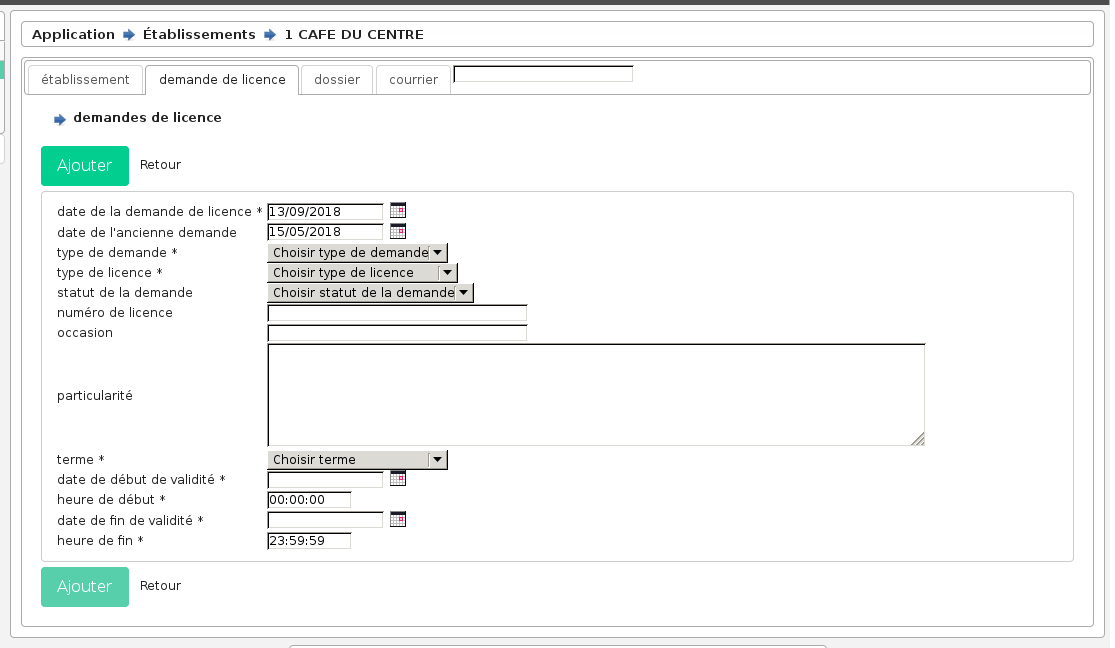 Application Établissements 1 CAFE DU CENTRE
établissement demande de licence dossier courrier
demandes de licence
Ajouter Retour
date de la demande de licence * 13/09/2018
date de l'ancienne demande 15/05/2018
type de demande * Choisir type de demande
type de licence * Choisir type de licence
statut de la demande Choisir statut de la demande
numéro de licence
occasion
particularité
terme * Choisir terme
date de début de validité *
heure de début * 00:00:00
date de fin de validité *
heure de fin * 23:59:59
Ajouter Retour